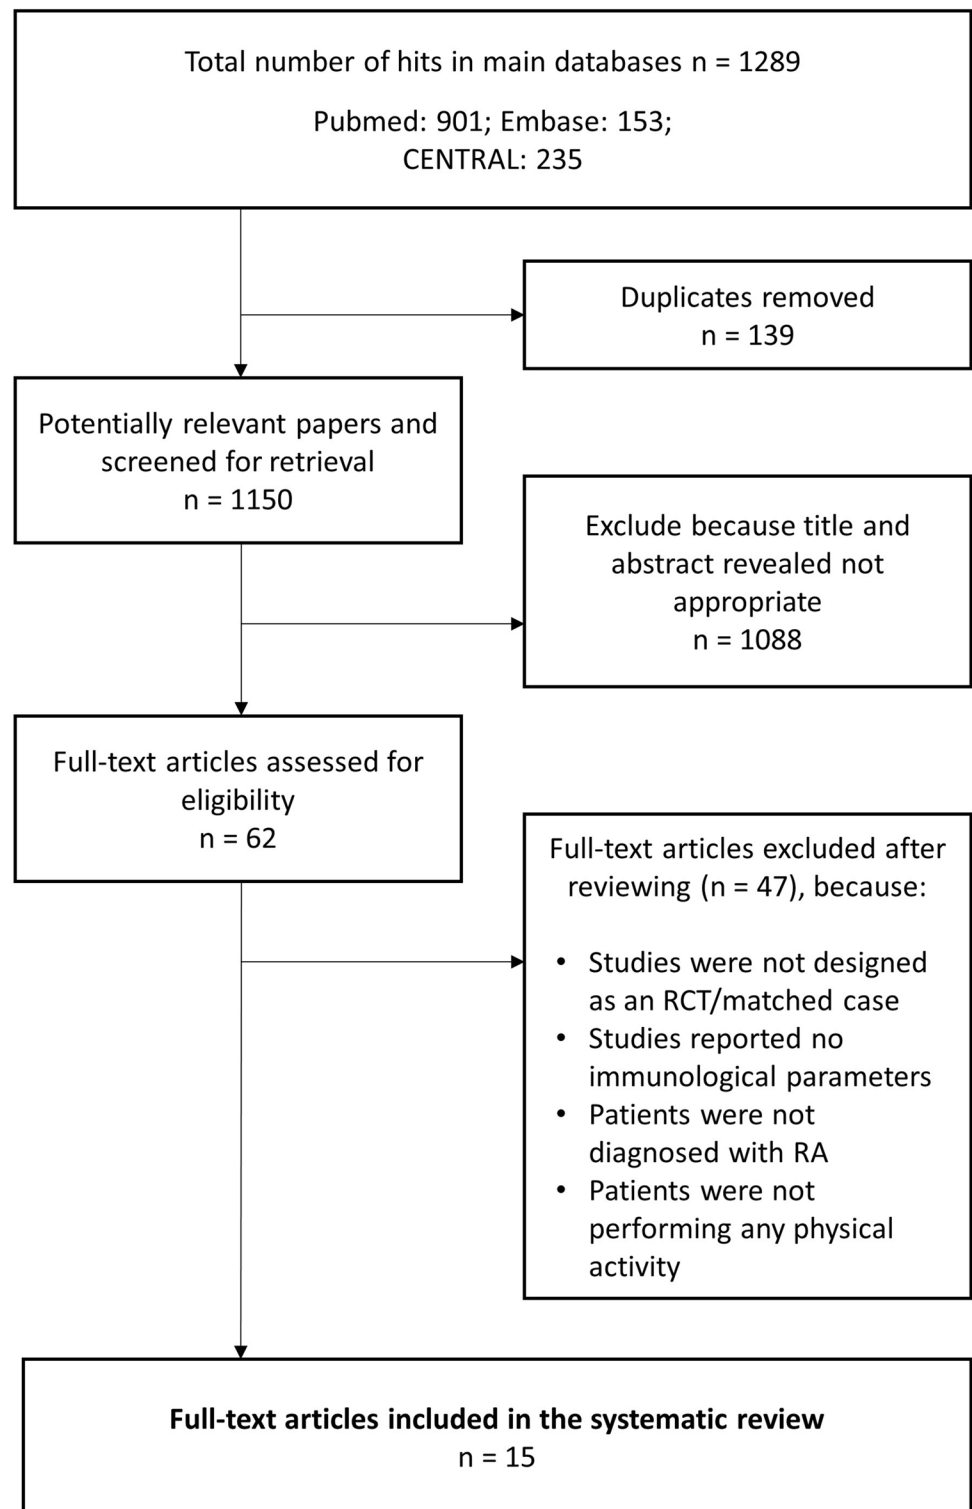 Total number of hits in main databases n = 1289
Pubmed: 901; Embase: 153;
CENTRAL: 235
Duplicates removed
n = 139
Potentially relevant papers and
screened for retrieval
n = 1150
Exclude because title and
abstract revealed not
appropriate
n = 1088
Full-text articles assessed for
eligibility
n = 62
Full-text articles excluded after
reviewing (n = 47), because:
• Studies were not designed
as an RCT/matched case
• Studies reported no
immunological parameters
• Patients were not
diagnosed with RA
• Patients were not
performing any physical
activity
Full-text articles included in the systematic review
n = 15